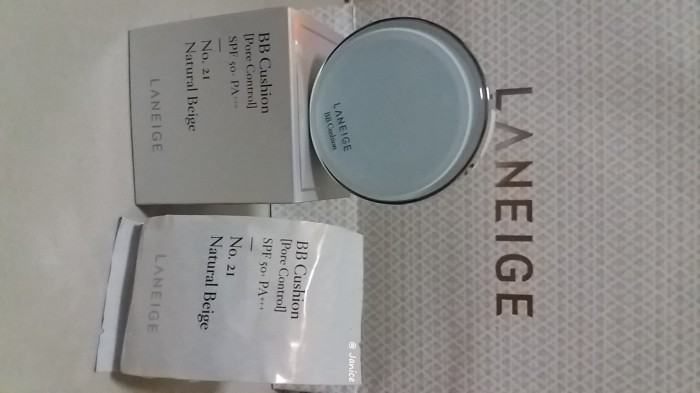 BB Cushion
[Pore Control]
SPF 50+ PA+++
No. 21
Natural Beige
LANEIGE
LANEIGE
BB Cushion
LANEIGE
BB Cushion
[Pore Control]
SPF 50+ PA+++
No. 21
Natural Beige
LANEIGE
@ Janice